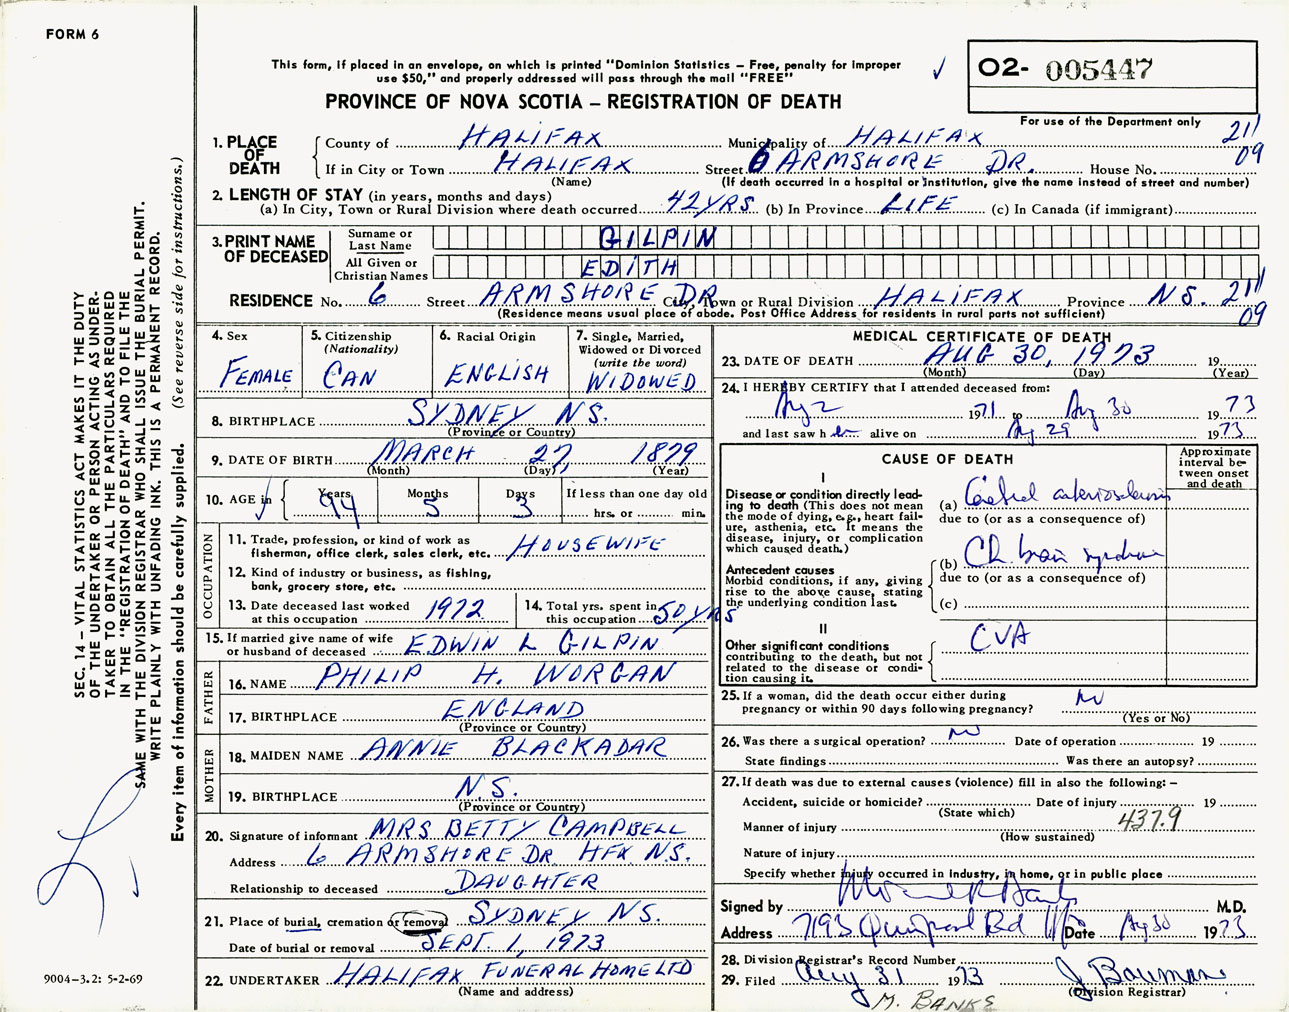 FORM 6
This form, if placed in an envelope, on which is printed "Dominion Statistics – Free, penalty for improper
use $50," and properly addressed will pass through the mail "FREE"
✓
O2- 005447
PROVINCE OF NOVA SCOTIA – REGISTRATION OF DEATH
For use of the Department only
1. PLACE OF DEATH
County of HALIFAX Municipality of HALIFAX 211
If in City or Town HALIFAX Street 6 ARMSHORE DR. House No. 09
(Name) (If death occurred in a hospital or institution, give the name instead of street and number)
2. LENGTH OF STAY (in years, months and days)
(a) In City, Town or Rural Division where death occurred 42 YRS (b) In Province LIFE (c) In Canada (if immigrant)
3. PRINT NAME OF DECEASED
Surname or Last Name GILPIN
All Given or Christian Names EDITH
RESIDENCE No. 6 Street ARMSHORE DR City, Town or Rural Division HALIFAX Province N.S. 211
(Residence means usual place of abode. Post Office Address for residents in rural parts not sufficient) 09
4. Sex FEMALE
5. Citizenship (Nationality) CAN
6. Racial Origin ENGLISH
7. Single, Married, Widowed or Divorced (write the word) WIDOWED
8. BIRTHPLACE SYDNEY N.S.
(Province or Country)
9. DATE OF BIRTH MARCH 27, 1879
(Month) (Day) (Year)
10. AGE in Years 94 Months 5 Days 3 If less than one day old
hrs. or min.
OCCUPATION
11. Trade, profession, or kind of work as
fisherman, office clerk, sales clerk, etc. HOUSEWIFE
12. Kind of industry or business, as fishing,
bank, grocery store, etc.
13. Date deceased last worked
at this occupation 1972
14. Total yrs. spent in
this occupation 50 YRS
15. If married give name of wife
or husband of deceased EDWIN L GILPIN
FATHER
16. NAME PHILIP H. WORGAN
17. BIRTHPLACE ENGLAND
(Province or Country)
MOTHER
18. MAIDEN NAME ANNIE BLACKADAR
19. BIRTHPLACE N.S.
(Province or Country)
20. Signature of informant MRS BETTY CAMPBELL
Address 6 ARMSHORE DR HFX N.S.
Relationship to deceased DAUGHTER
21. Place of burial, cremation or removal SYDNEY N.S.
Date of burial or removal SEPT 1, 1973
22. UNDERTAKER HALIFAX FUNERAL HOME LTD
(Name and address)
MEDICAL CERTIFICATE OF DEATH
23. DATE OF DEATH AUG 30, 1973 19
(Month) (Day) (Year)
24. I HEREBY CERTIFY that I attended deceased from:
Aug 2 1971 to Aug 30 1973
and last saw her alive on Aug 29 1973
CAUSE OF DEATH
Approximate interval between onset and death
I
Disease or condition directly leading to death (This does not mean the mode of dying, e.g., heart failure, asthenia, etc. It means the disease, injury, or complication which caused death.)
(a) Cerebral arteriosclerosis
due to (or as a consequence of)
Antecedent causes
Morbid conditions, if any, giving rise to the above cause, stating the underlying condition last.
(b) Ch. brain syndrome
due to (or as a consequence of)
(c)
II
Other significant conditions contributing to the death, but not related to the disease or condition causing it.
CVA
25. If a woman, did the death occur either during
pregnancy or within 90 days following pregnancy? No
(Yes or No)
26. Was there a surgical operation? No Date of operation 19
State findings Was there an autopsy?
27. If death was due to external causes (violence) fill in also the following: –
Accident, suicide or homicide? Date of injury 19
(State which)
Manner of injury 437.9
(How sustained)
Nature of injury
Specify whether injury occurred in industry, in home, or in public place
Signed by M.D.
Address 7193 Quinpool Rd Date Aug 30 1973
28. Division Registrar's Record Number
29. Filed Aug 31 1973 J Bauman
(Division Registrar)
M. BANKS
SEC. 14 – VITAL STATISTICS ACT MAKES IT THE DUTY
OF THE UNDERTAKER OR PERSON ACTING AS UNDER-
TAKER TO OBTAIN ALL THE PARTICULARS REQUIRED
IN THE "REGISTRATION OF DEATH" AND TO FILE THE
SAME WITH THE DIVISION REGISTRAR WHO SHALL ISSUE THE BURIAL PERMIT.
WRITE PLAINLY WITH UNFADING INK. THIS IS A PERMANENT RECORD.
Every item of information should be carefully supplied. (See reverse side for instructions.)
9004–3.2: 5-2-69